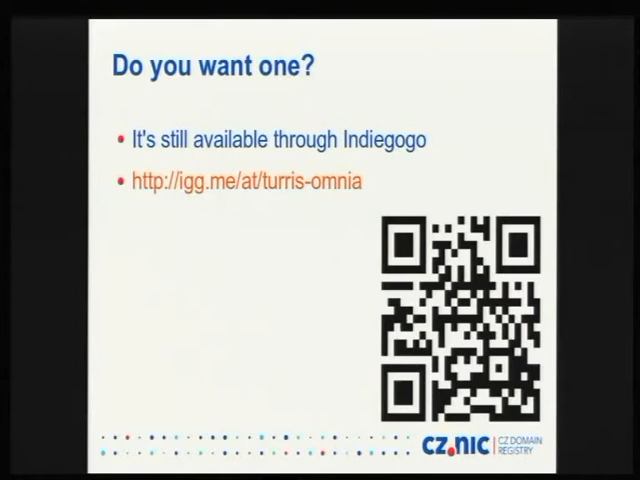 Do you want one?
• It's still available through Indiegogo
• http://igg.me/at/turris-omnia
CZ.NIC | CZ DOMAIN
REGISTRY